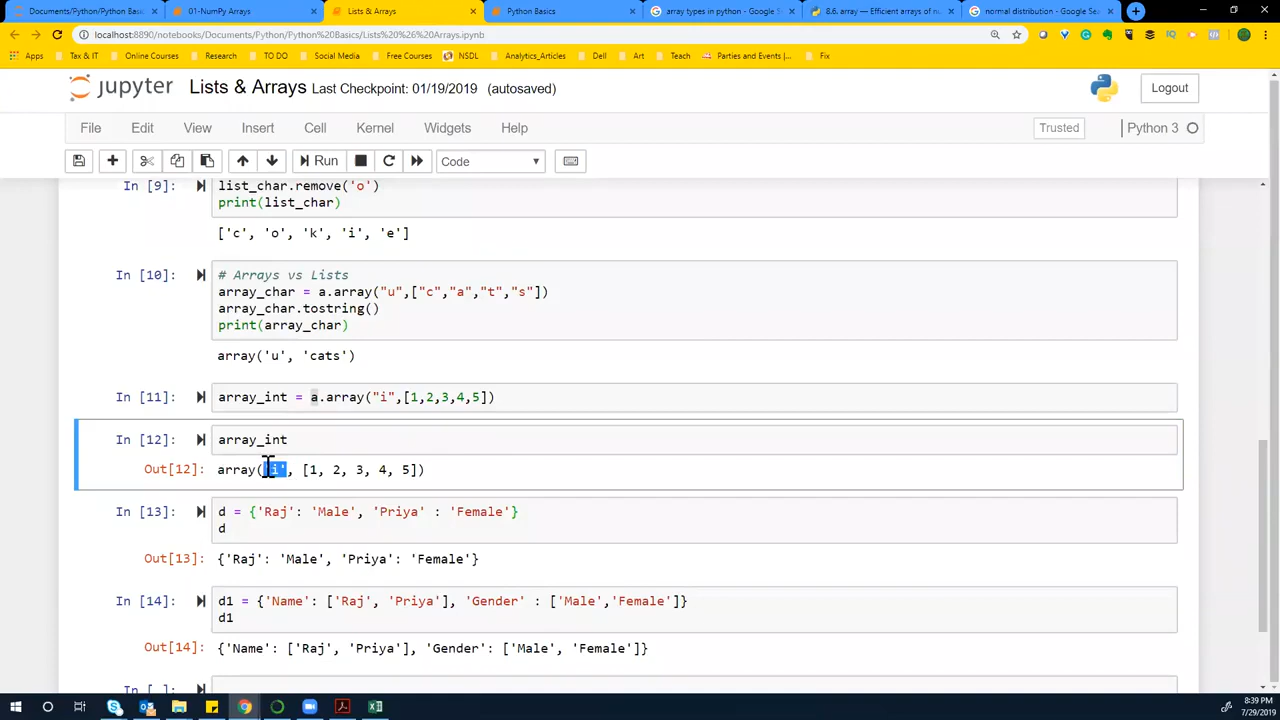 Documents/Python/Python Basic
01-NumPy Arrays
Lists & Arrays
Python Basics
array types in python - Google S
8.6. array — Efficient arrays of nu
normal distribution - Google Sea
localhost:8890/notebooks/Documents/Python/Python%20Basics/Lists%20%26%20Arrays.ipynb
Apps
Tax & IT
Online Courses
Research
TO DO
Social Media
Free Courses
NSDL
Analytics_Articles
Dell
Art
Teach
Parties and Events |...
Fix
jupyter Lists & Arrays Last Checkpoint: 01/19/2019 (autosaved)
Logout
File Edit View Insert Cell Kernel Widgets Help
Trusted
Python 3
Run
Code
In [9]: list_char.remove('o')
print(list_char)
['c', 'o', 'k', 'i', 'e']
In [10]: # Arrays vs Lists
array_char = a.array("u",["c","a","t","s"])
array_char.tostring()
print(array_char)
array('u', 'cats')
In [11]: array_int = a.array("i",[1,2,3,4,5])
In [12]: array_int
Out[12]: array('i', [1, 2, 3, 4, 5])
In [13]: d = {'Raj': 'Male', 'Priya' : 'Female'}
d
Out[13]: {'Raj': 'Male', 'Priya': 'Female'}
In [14]: d1 = {'Name': ['Raj', 'Priya'], 'Gender' : ['Male','Female']}
d1
Out[14]: {'Name': ['Raj', 'Priya'], 'Gender': ['Male', 'Female']}
In [ ]:
8:39 PM
7/29/2019